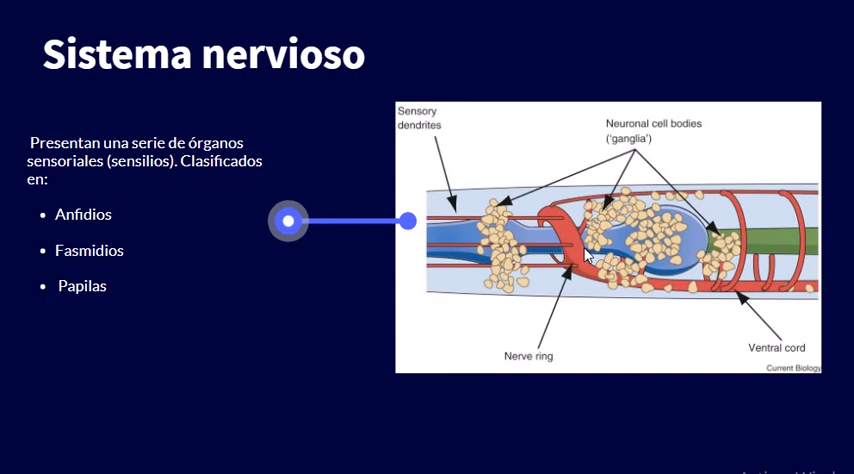 Sistema nervioso
Presentan una serie de órganos
sensoriales (sensilios). Clasificados
en:
• Anfidios
• Fasmidios
• Papilas
Sensory
dendrites
Neuronal cell bodies
('ganglia')
Nerve ring
Ventral cord
Current Biology